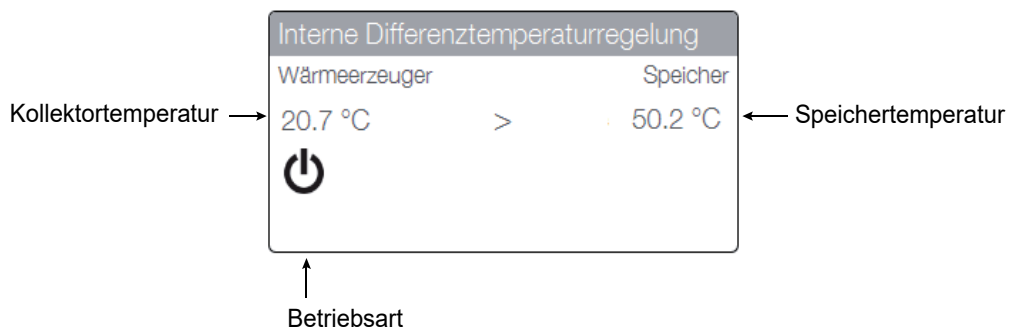 Interne Differenztemperaturregelung
Wärmeerzeuger Speicher
Kollektortemperatur 20.7 °C > 50.2 °C Speichertemperatur
Betriebsart